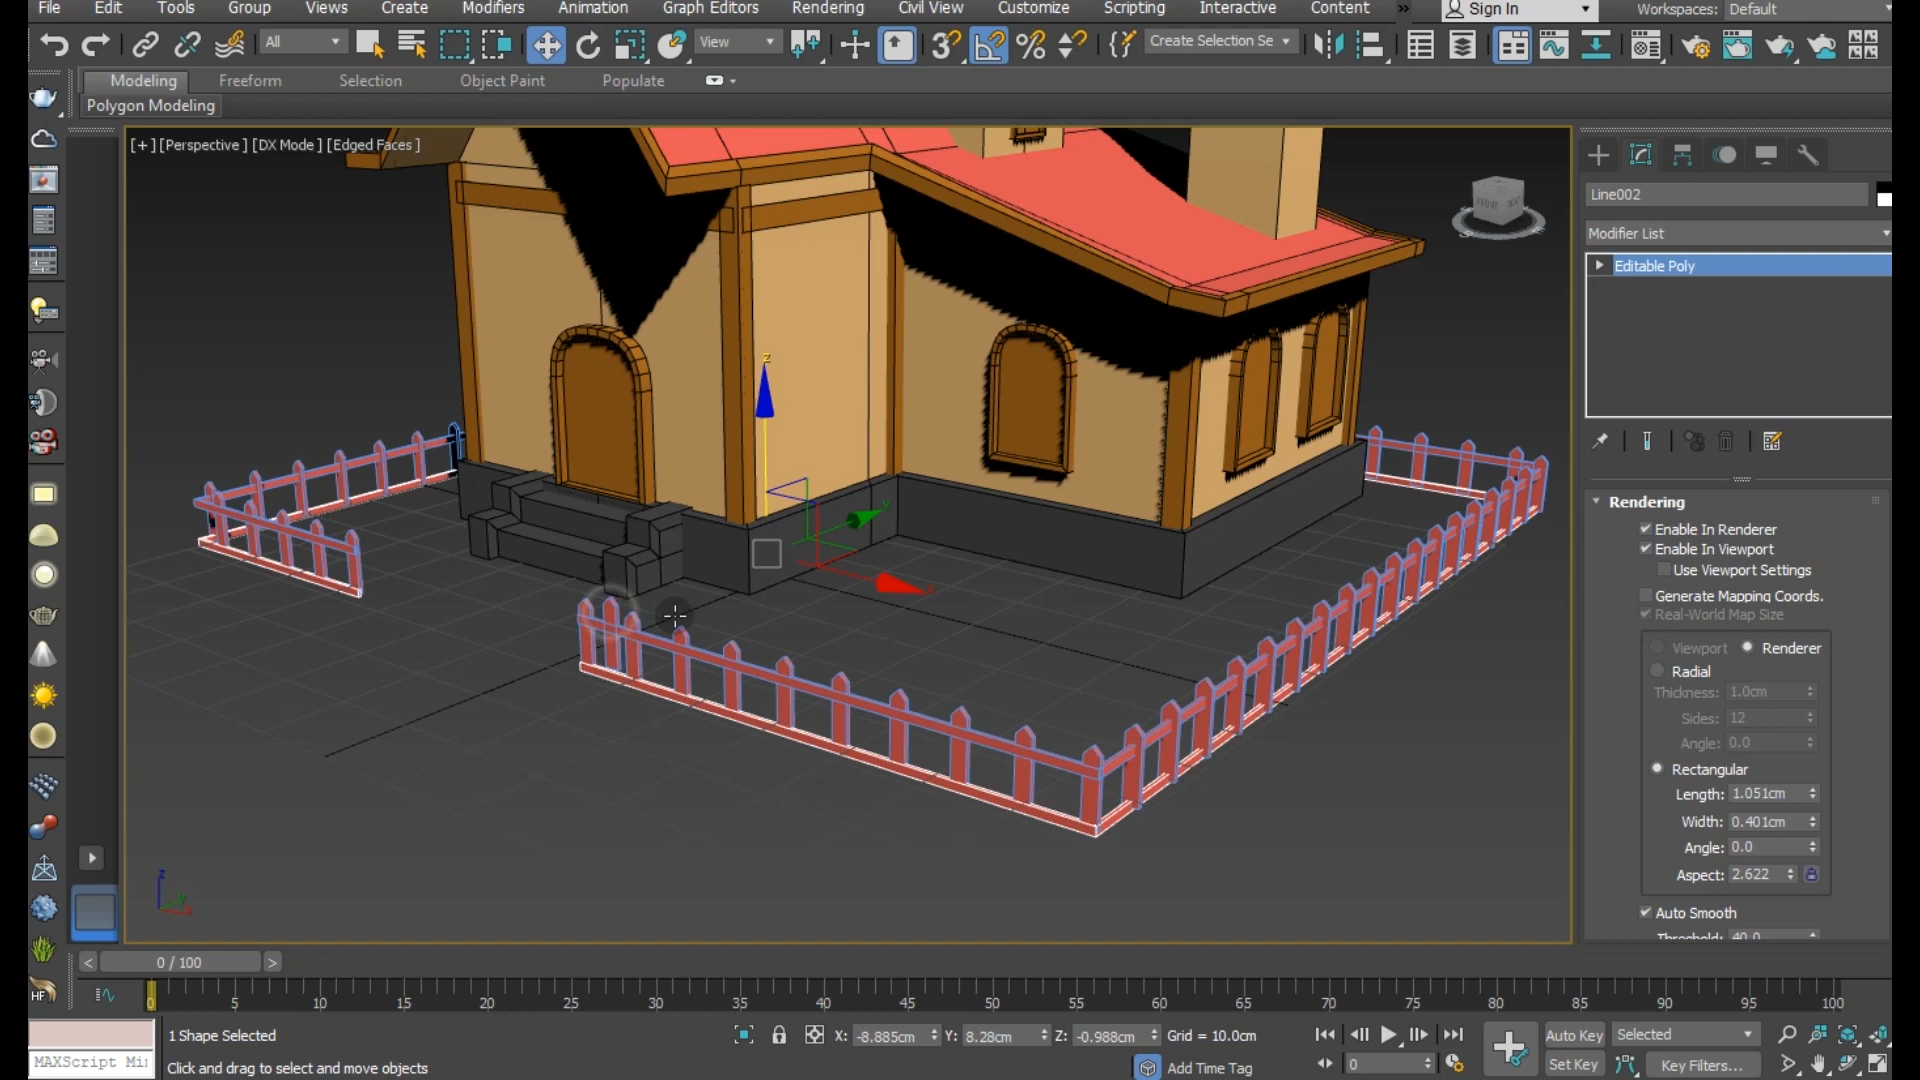 File Edit Tools Group Views Create Modifiers Animation Graph Editors Rendering Civil View Customize Scripting Interactive Content » Sign In Workspaces: Default
All View 3 Create Selection Se
Modeling Freeform Selection Object Paint Populate
Polygon Modeling
[+] [Perspective ] [DX Mode ] [Edged Faces ]
Line002
Modifier List
Editable Poly
Rendering
Enable In Renderer
Enable In Viewport
Use Viewport Settings
Generate Mapping Coords.
Real-World Map Size
Viewport Renderer
Radial
Thickness: 1.0cm
Sides: 12
Angle: 0.0
Rectangular
Length: 1.051cm
Width: 0.401cm
Angle: 0.0
Aspect: 2.622
Auto Smooth
Threshold: 40.0
z
y
x
z
y
x
HF
< 0 / 100 >
0 5 10 15 20 25 30 35 40 45 50 55 60 65 70 75 80 85 90 95 100
1 Shape Selected X: -8.885cm Y: 8.28cm Z: -0.988cm Grid = 10.0cm Auto Key Selected
MAXScript Mi Click and drag to select and move objects Add Time Tag 0 Set Key Key Filters...